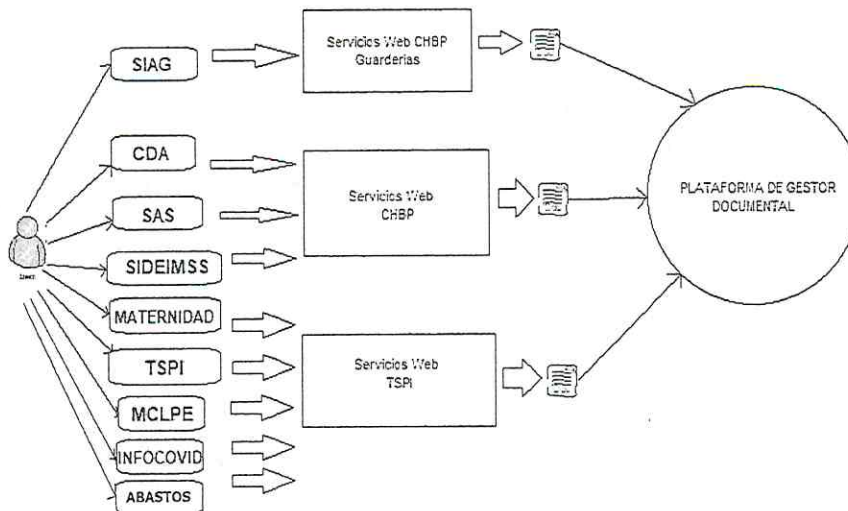 SIAG
Servicios Web CHBP
Guarderias
CDA
SAS
SIDEIMSS
Servicios Web
CHBP
PLATAFORMA DE GESTOR
DOCUMENTAL
User
MATERNIDAD
TSPI
MCLPE
INFOCOVID
ABASTOS
Servicios Web
TSPI